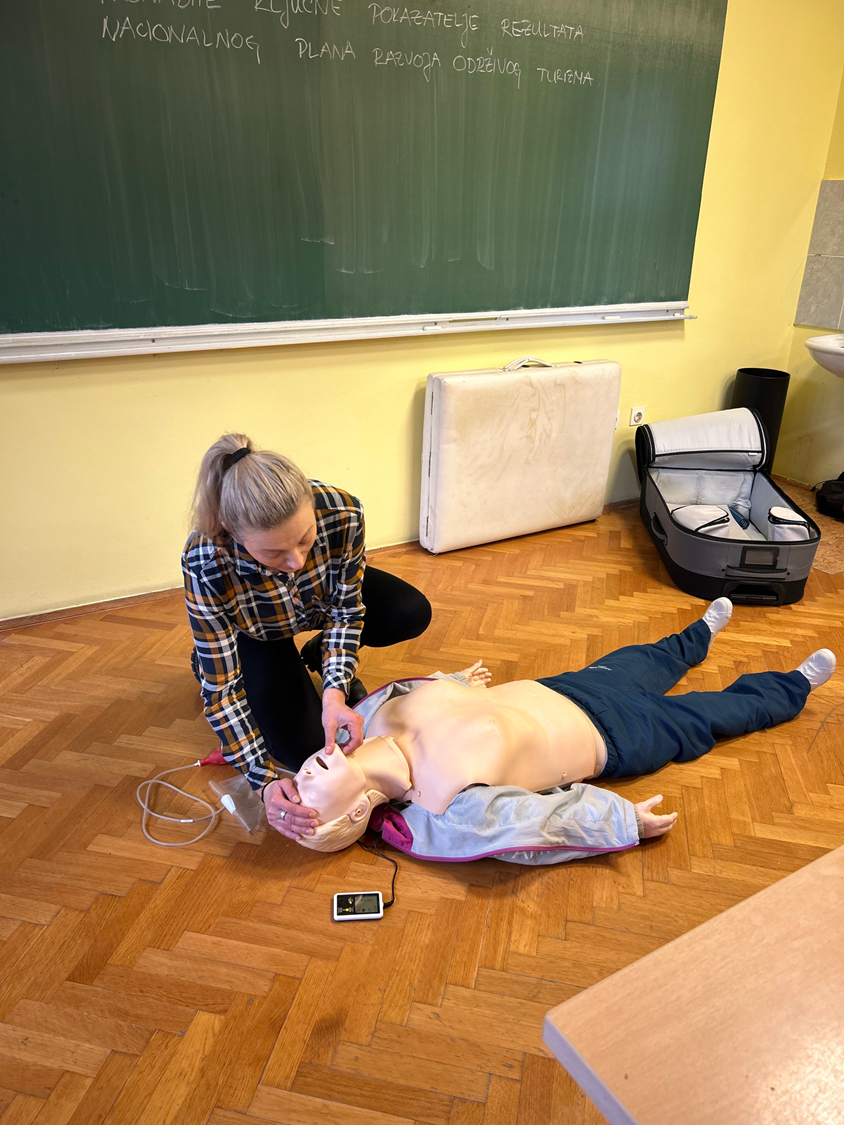 KLJUČNE POKAZATELJE REZULTATA
NACIONALNOG PLANA RAZVOJA ODRŽIVOG TURIZMA